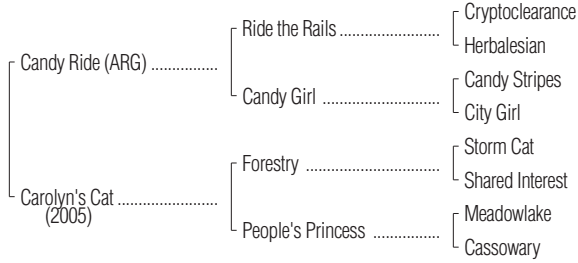 Cryptoclearance
Ride the Rails
Herbalesian
Candy Ride (ARG)
Candy Stripes
Candy Girl
City Girl
Storm Cat
Forestry
Shared Interest
Carolyn's Cat
(2005)
Meadowlake
People's Princess
Cassowary